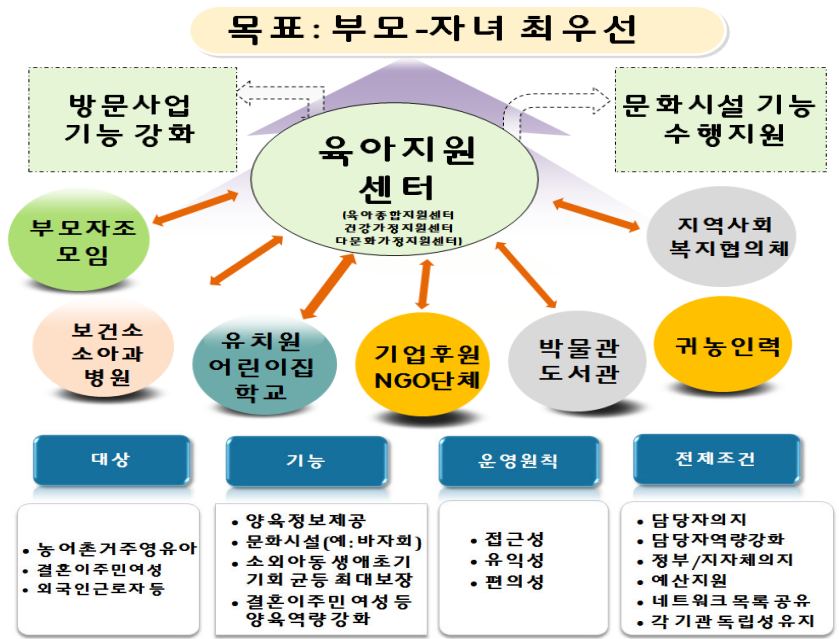 목표: 부모-자녀 최우선
방문사업
기능 강화
문화시설 기능
수행지원
육아지원
센터
(육아종합지원센터
건강가정지원센터
다문화가정지원센터)
부모자조
모임
지역사회
복지협의체
보건소
소아과
병원
유치원
어린이집
학교
기업후원
NGO단체
박물관
도서관
귀농인력
대상
• 농어촌거주영유아
• 결혼이주민여성
• 외국인근로자 등
기능
• 양육정보제공
• 문화시설(예: 바자회)
• 소외아동 생애초기
기회 균등 최대보장
• 결혼이주민 여성 등
양육역량강화
운영원칙
• 접근성
• 유익성
• 편의성
전제조건
• 담당자의지
• 담당자역량강화
• 정부/지자체의지
• 예산지원
• 네트워크 목록 공유
• 각 기관 독립성유지